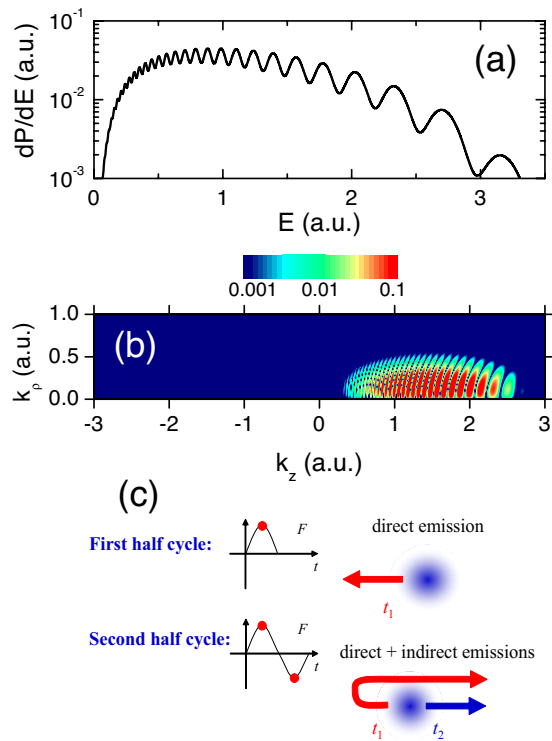 (a)
dP/dE (a.u.)
10^-1
10^-2
10^-3
0 1 2 3
E (a.u.)
0.001 0.01 0.1
(b)
k_ρ (a.u.)
1.0
0.5
0.0
-3 -2 -1 0 1 2 3
k_z (a.u.)
(c)
First half cycle:
F
t
direct emission
t_1
Second half cycle:
F
t
direct + indirect emissions
t_1 t_2